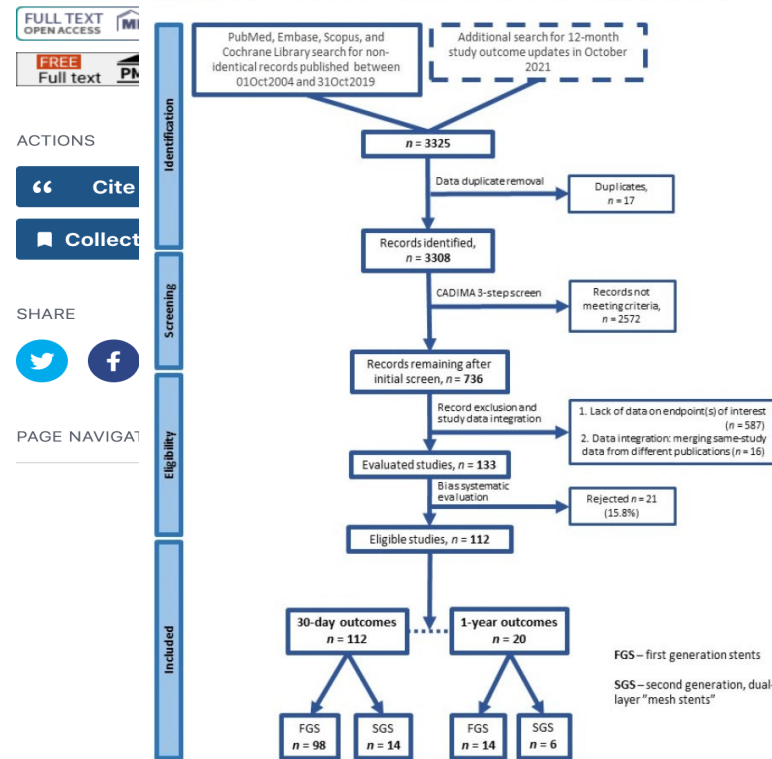 FULL TEXT
OPEN ACCESS
FREE
Full text
ACTIONS
Cite
Collect
SHARE
PAGE NAVIGAT
PubMed, Embase, Scopus, and
Cochrane Library search for non-
identical records published between
01Oct2004 and 31Oct2019
Additional search for 12-month
study outcome updates in October
2021
Identification
n = 3325
Data duplicate removal
Duplicates,
n = 17
Records identified,
n = 3308
Screening
CADIMA 3-step screen
Records not
meeting criteria,
n = 2572
Records remaining after
initial screen, n = 736
Eligibility
Record exclusion and
study data integration
1. Lack of data on endpoint(s) of interest
(n = 587)
2. Data integration: merging same-study
data from different publications (n = 16)
Evaluated studies, n = 133
Bias systematic
evaluation
Rejected n = 21
(15.8%)
Eligible studies, n = 112
Included
30-day outcomes
n = 112
1-year outcomes
n = 20
FGS – first generation stents
SGS – second generation, dual-
layer "mesh stents"
FGS
n = 98
SGS
n = 14
FGS
n = 14
SGS
n = 6